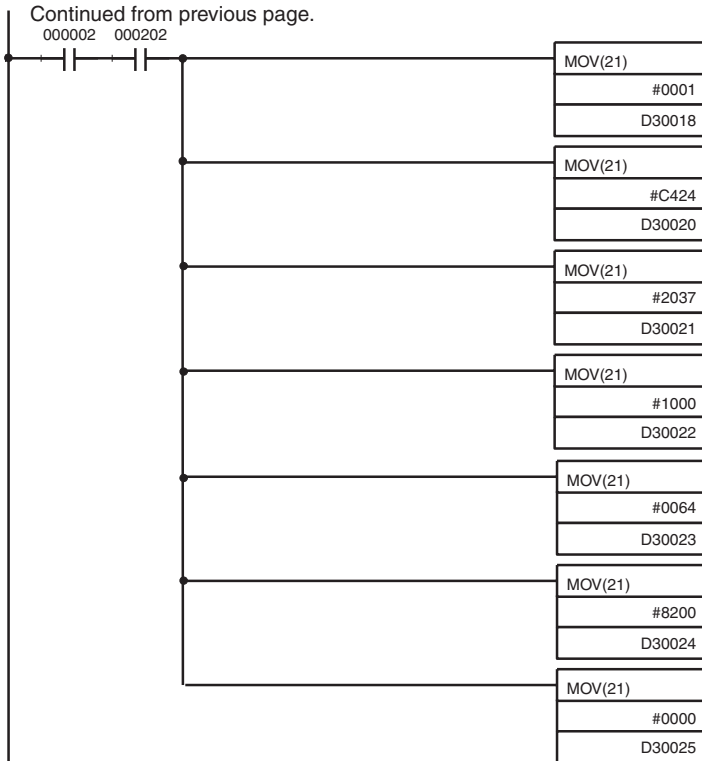 Continued from previous page.
000002 000202
MOV(21)
#0001
D30018
MOV(21)
#C424
D30020
MOV(21)
#2037
D30021
MOV(21)
#1000
D30022
MOV(21)
#0064
D30023
MOV(21)
#8200
D30024
MOV(21)
#0000
D30025